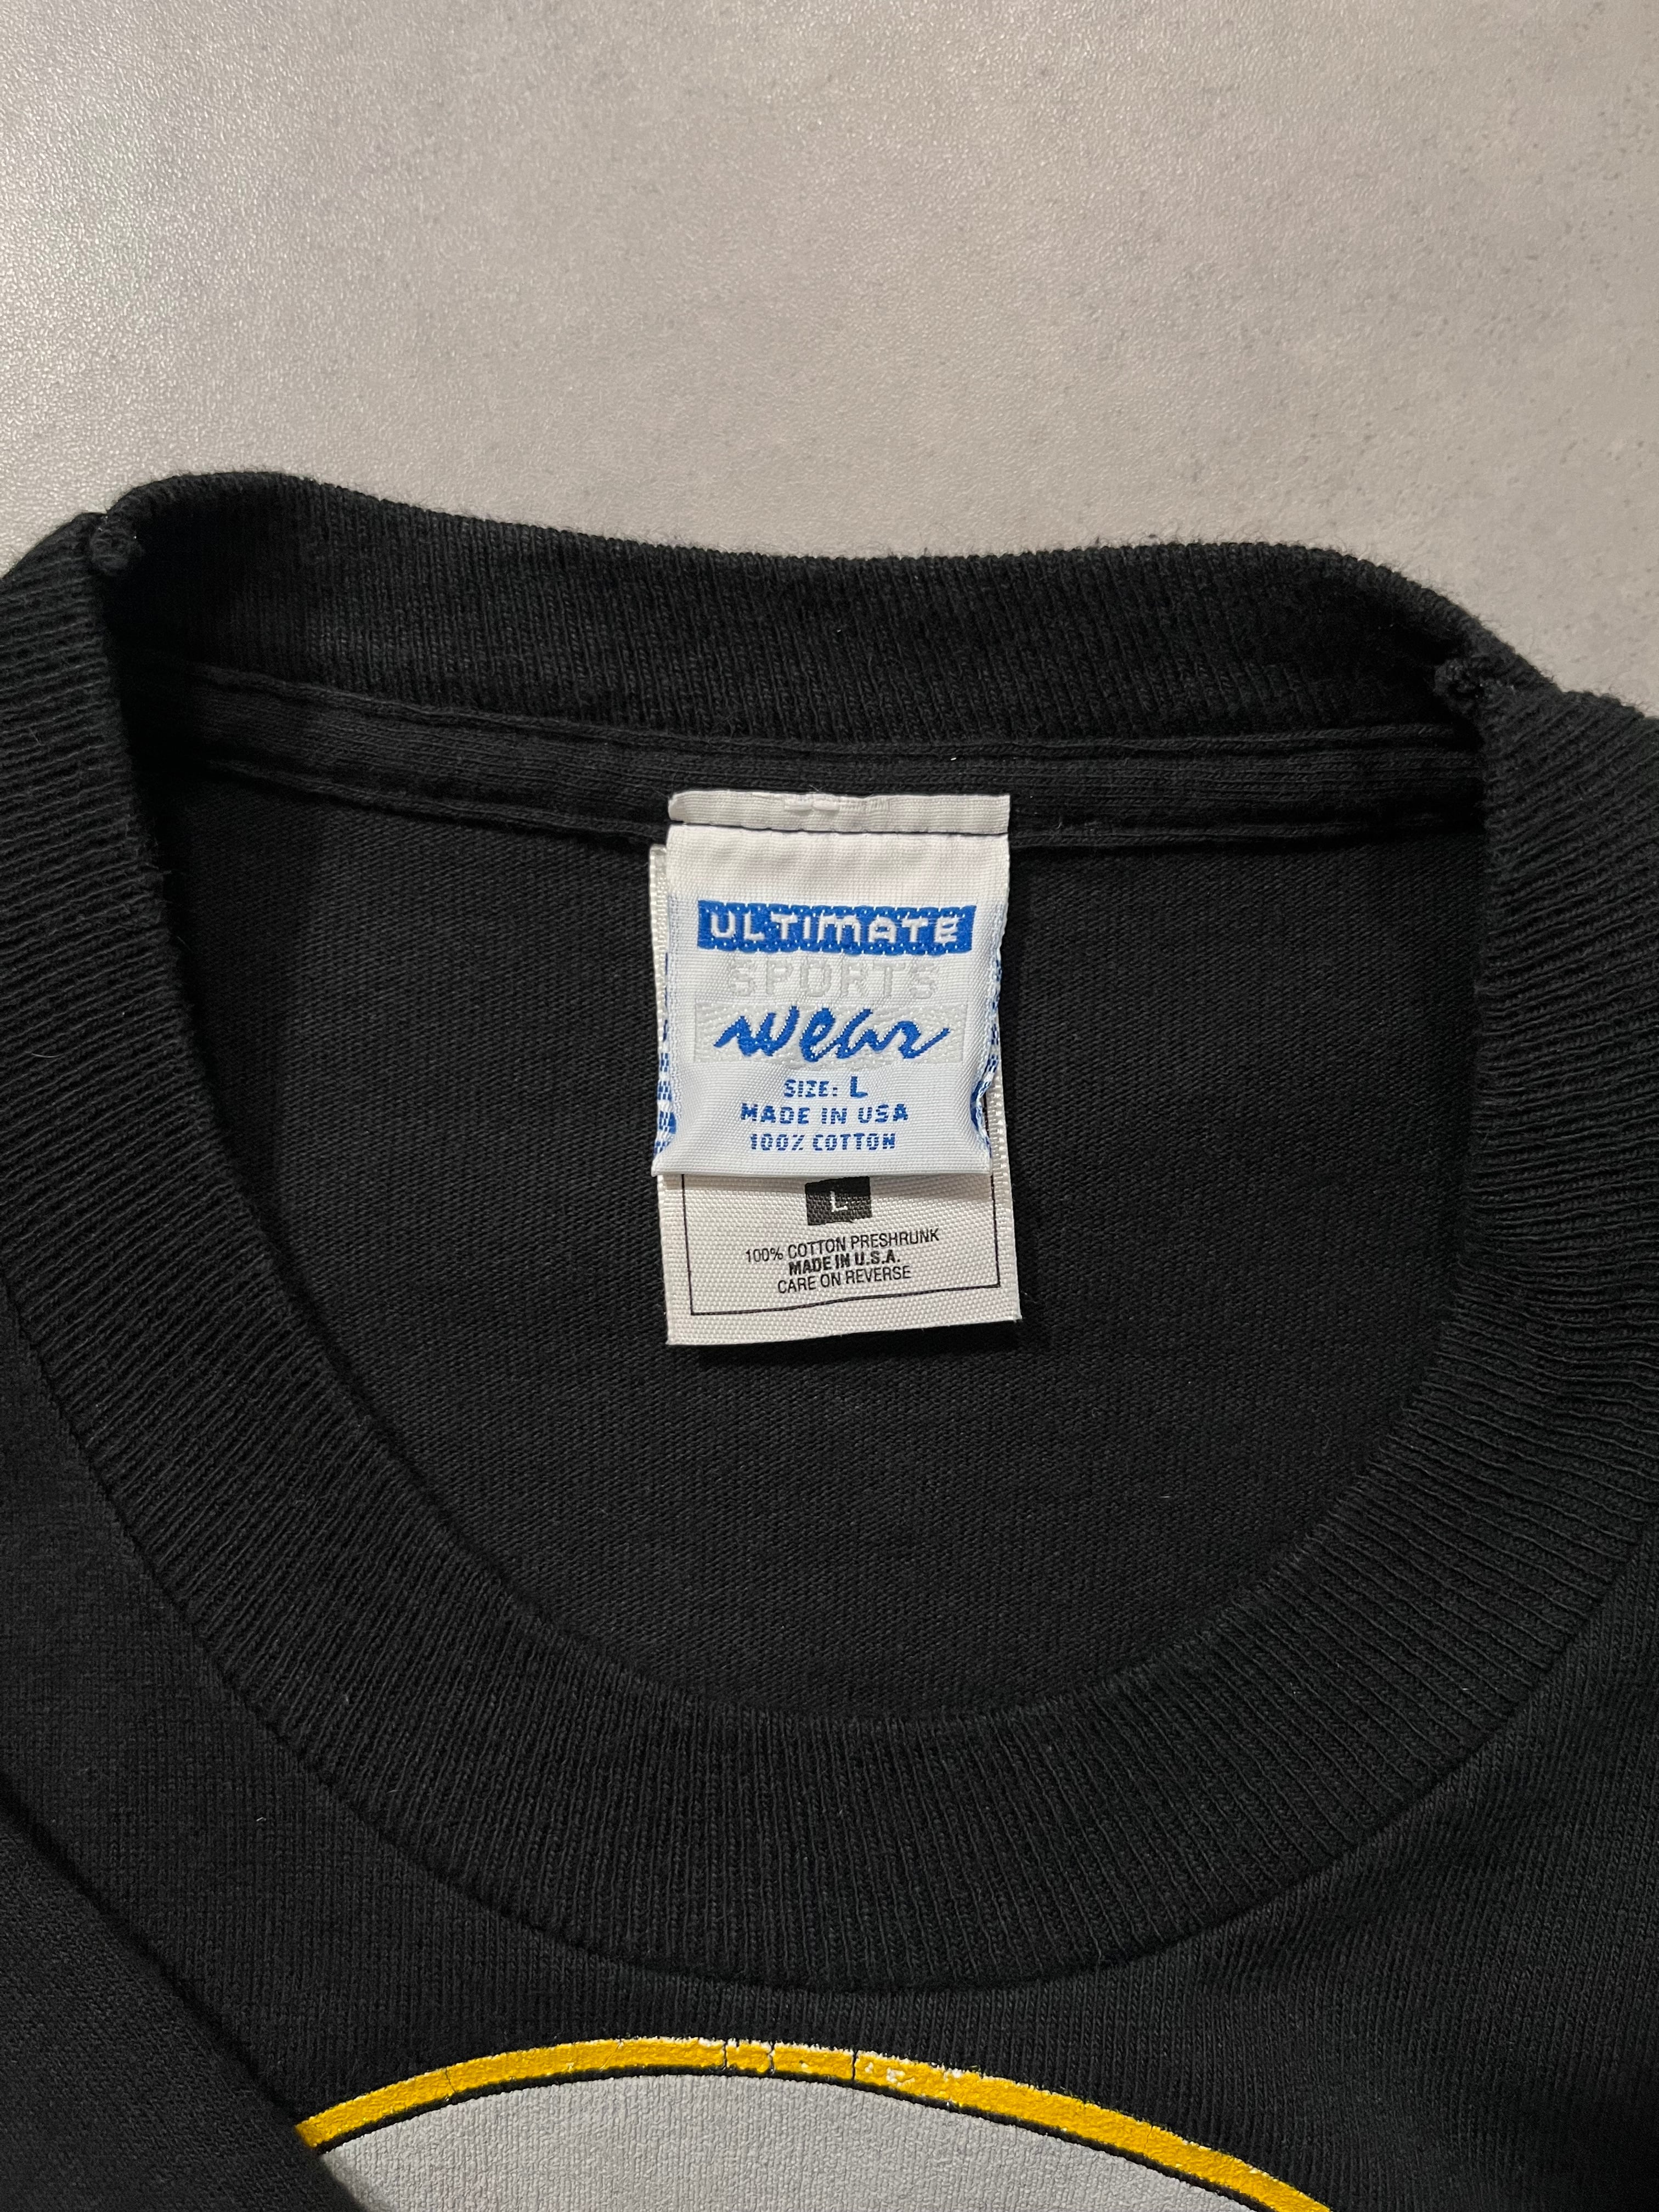 ULTIMATE
SPORTS
wear
SIZE: L
MADE IN USA
100% COTTON
L
100% COTTON PRESHRUNK
MADE IN U.S.A.
CARE ON REVERSE